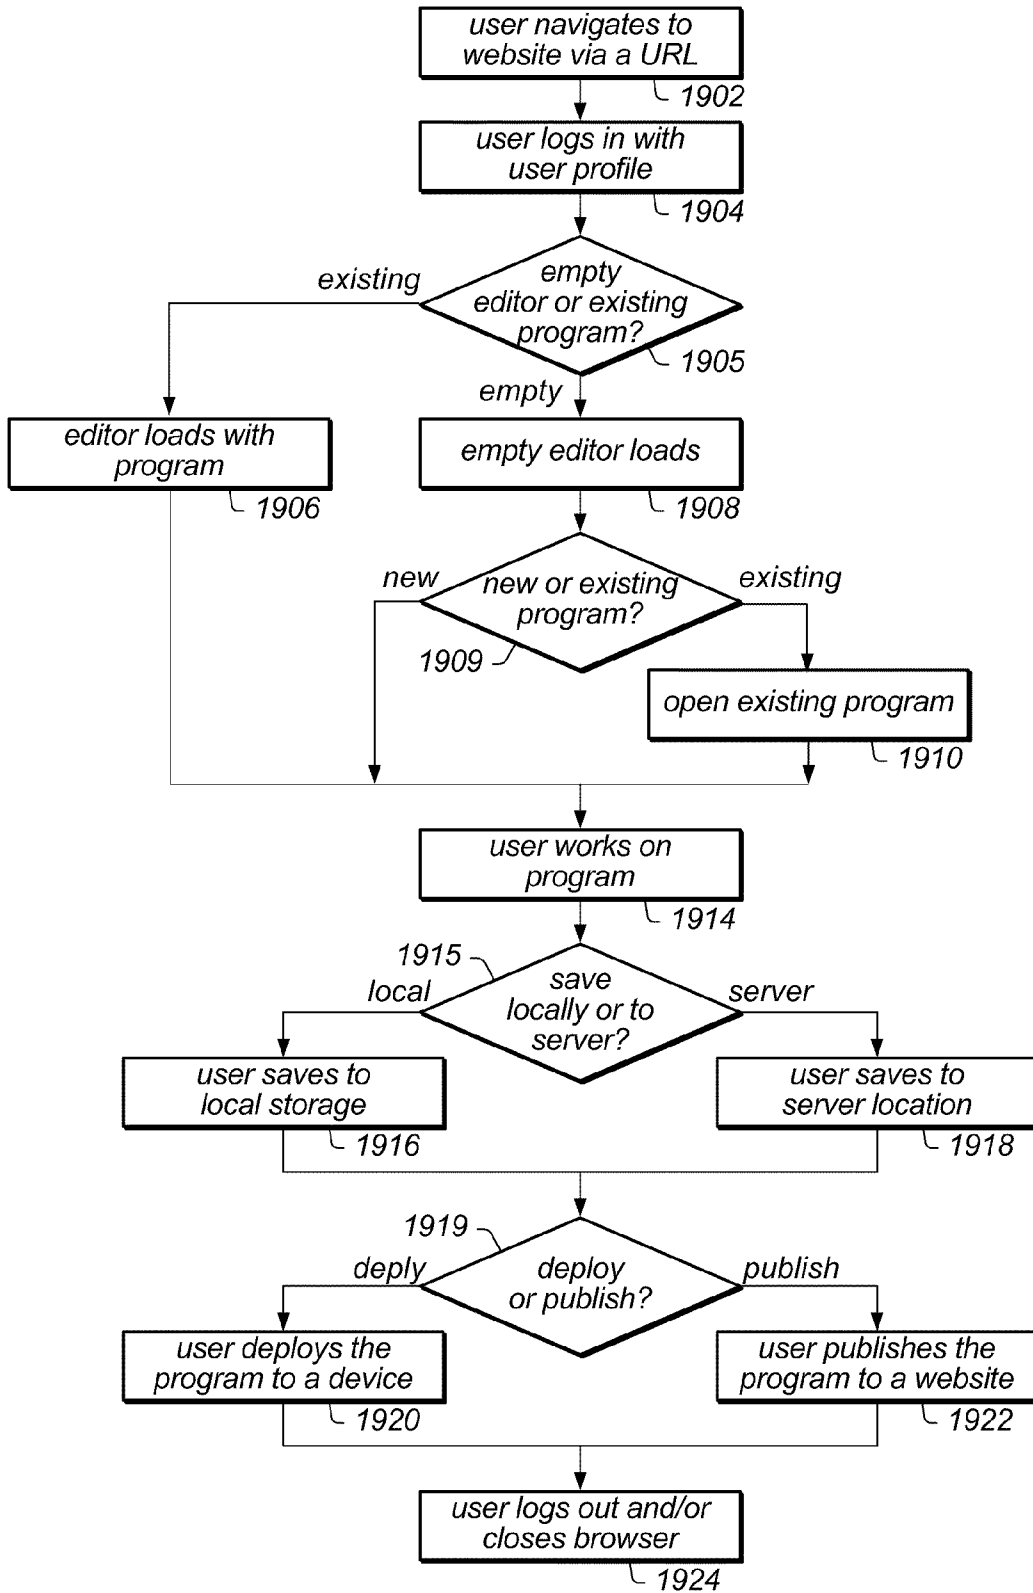 user navigates to
website via a URL
1902
user logs in with
user profile
1904
existing
empty
editor or existing
program?
1905
empty
editor loads with
program
1906
empty editor loads
1908
new
new or existing
program?
existing
1909
open existing program
1910
user works on
program
1914
1915
local
save
locally or to
server?
server
user saves to
local storage
1916
user saves to
server location
1918
1919
deply
deploy
or publish?
publish
user deploys the
program to a device
1920
user publishes the
program to a website
1922
user logs out and/or
closes browser
1924